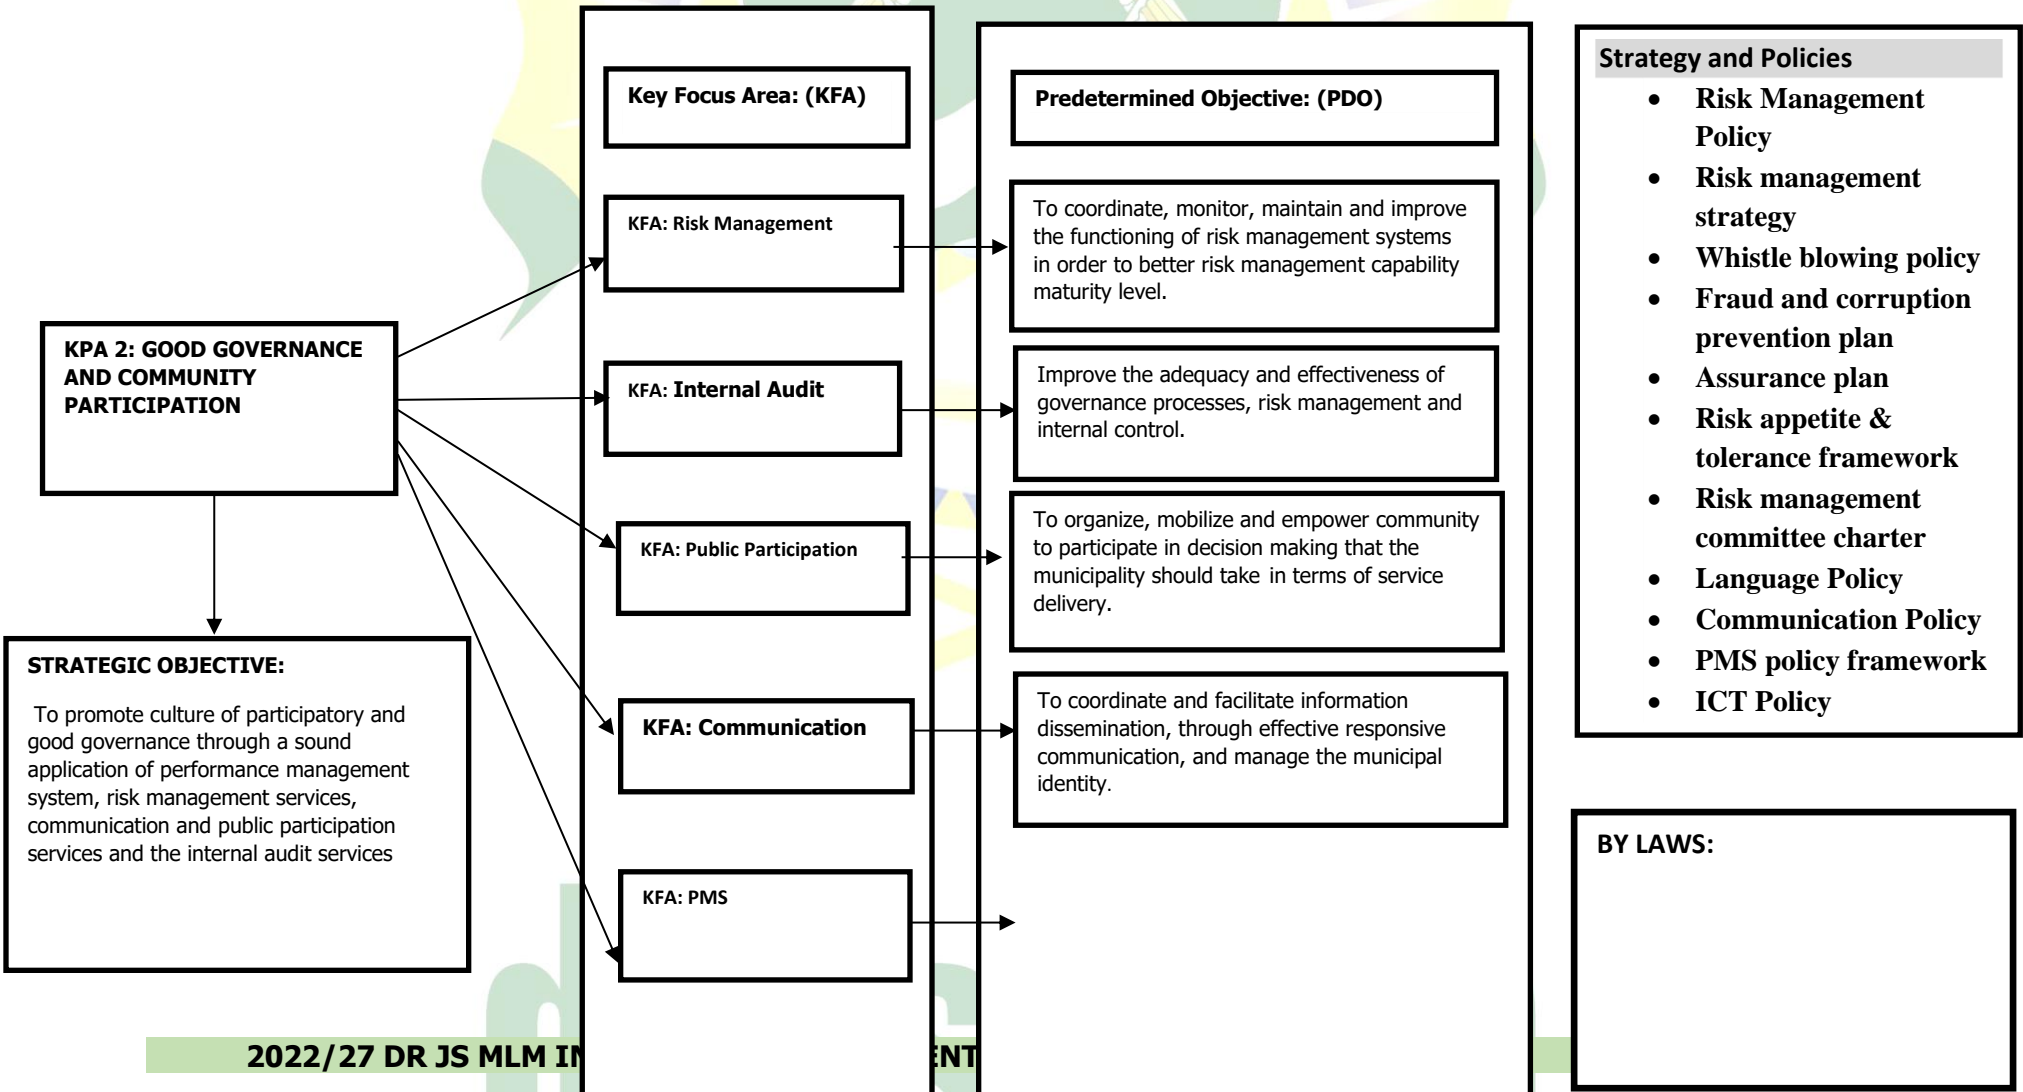 Key Focus Area: (KFA)
Predetermined Objective: (PDO)
KFA: Risk Management
To coordinate, monitor, maintain and improve
the functioning of risk management systems
in order to better risk management capability
maturity level.
KPA 2: GOOD GOVERNANCE
AND COMMUNITY
PARTICIPATION
KFA: Internal Audit
Improve the adequacy and effectiveness of
governance processes, risk management and
internal control.
KFA: Public Participation
To organize, mobilize and empower community
to participate in decision making that the
municipality should take in terms of service
delivery.
STRATEGIC OBJECTIVE:
To promote culture of participatory and
good governance through a sound
application of performance management
system, risk management services,
communication and public participation
services and the internal audit services
KFA: Communication
To coordinate and facilitate information
dissemination, through effective responsive
communication, and manage the municipal
identity.
KFA: PMS
Strategy and Policies
• Risk Management
Policy
• Risk management
strategy
• Whistle blowing policy
• Fraud and corruption
prevention plan
• Assurance plan
• Risk appetite &
tolerance framework
• Risk management
committee charter
• Language Policy
• Communication Policy
• PMS policy framework
• ICT Policy
BY LAWS:
2022/27 DR JS MLM